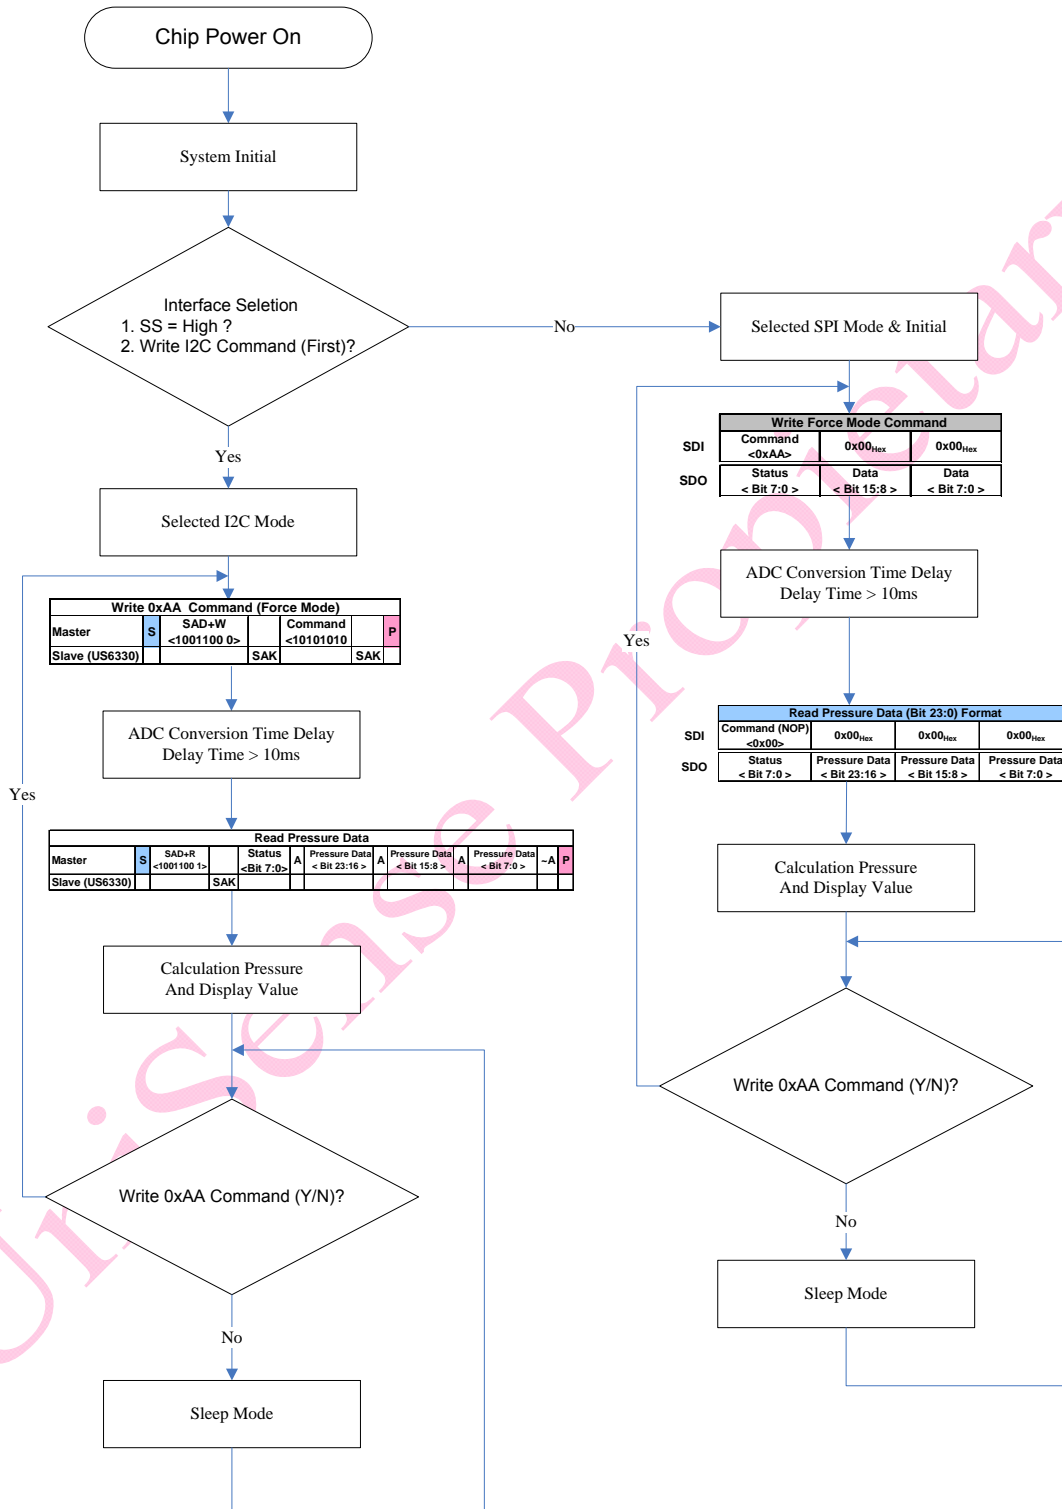 Chip Power On
System Initial
Interface Seletion
1. SS = High ?
2. Write I2C Command (First)?
No
Yes
Selected I2C Mode
Write 0xAA Command (Force Mode)
Master S SAD+W Command P
<1001100 0> <10101010
Slave (US6330) SAK SAK
ADC Conversion Time Delay
Delay Time > 10ms
Yes
Read Pressure Data
Master S SAD+R Status A Pressure Data A Pressure Data A Pressure Data ~A P
<1001100 1> <Bit 7:0> < Bit 23:16 > < Bit 15:8 > < Bit 7:0 >
Slave (US6330) SAK
Calculation Pressure
And Display Value
Write 0xAA Command (Y/N)?
No
Sleep Mode
Selected SPI Mode & Initial
Write Force Mode Command
SDI Command 0x00Hex 0x00Hex
<0xAA>
SDO Status Data Data
< Bit 7:0 > < Bit 15:8 > < Bit 7:0 >
ADC Conversion Time Delay
Delay Time > 10ms
Yes
Read Pressure Data (Bit 23:0) Format
SDI Command (NOP) 0x00Hex 0x00Hex 0x00Hex
<0x00>
SDO Status Pressure Data Pressure Data Pressure Data
< Bit 7:0 > < Bit 23:16 > < Bit 15:8 > < Bit 7:0 >
Calculation Pressure
And Display Value
Write 0xAA Command (Y/N)?
No
Sleep Mode
UniSense Propietary